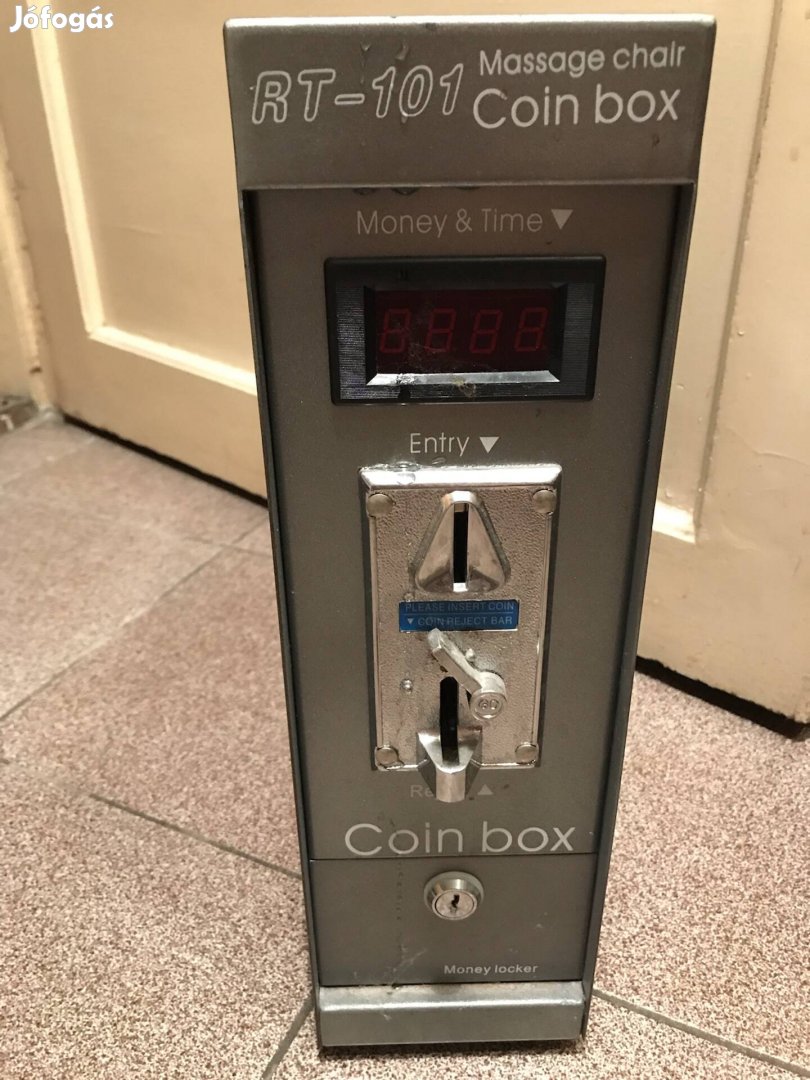 Jófogás
RT-101
Massage chair
Coin box
Money & Time ▼
8888
Entry ▼
PLEASE INSERT COIN
▼ COIN REJECT BAR
Coin box
Money locker